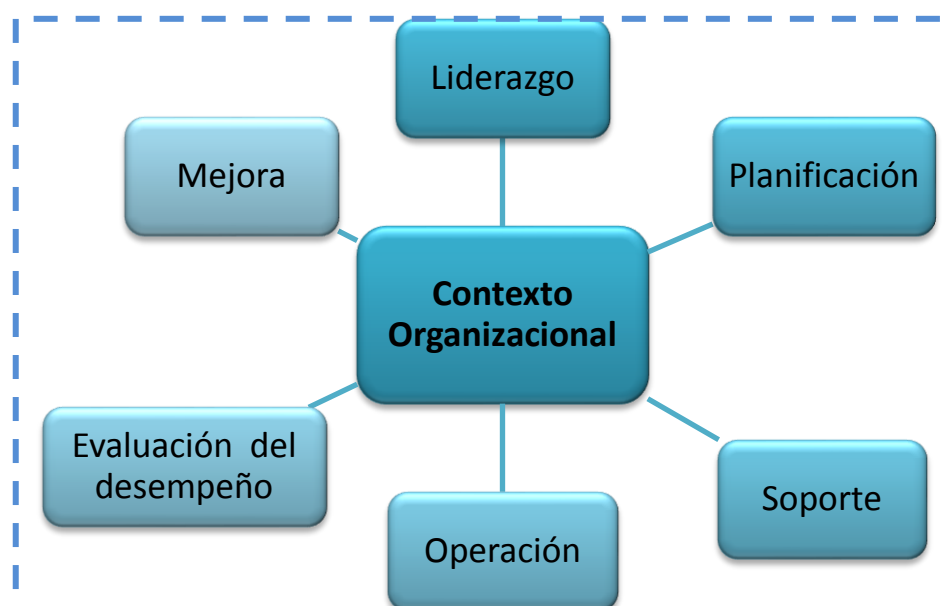 Liderazgo
Mejora
Planificación
Contexto
Organizacional
Evaluación del
desempeño
Soporte
Operación